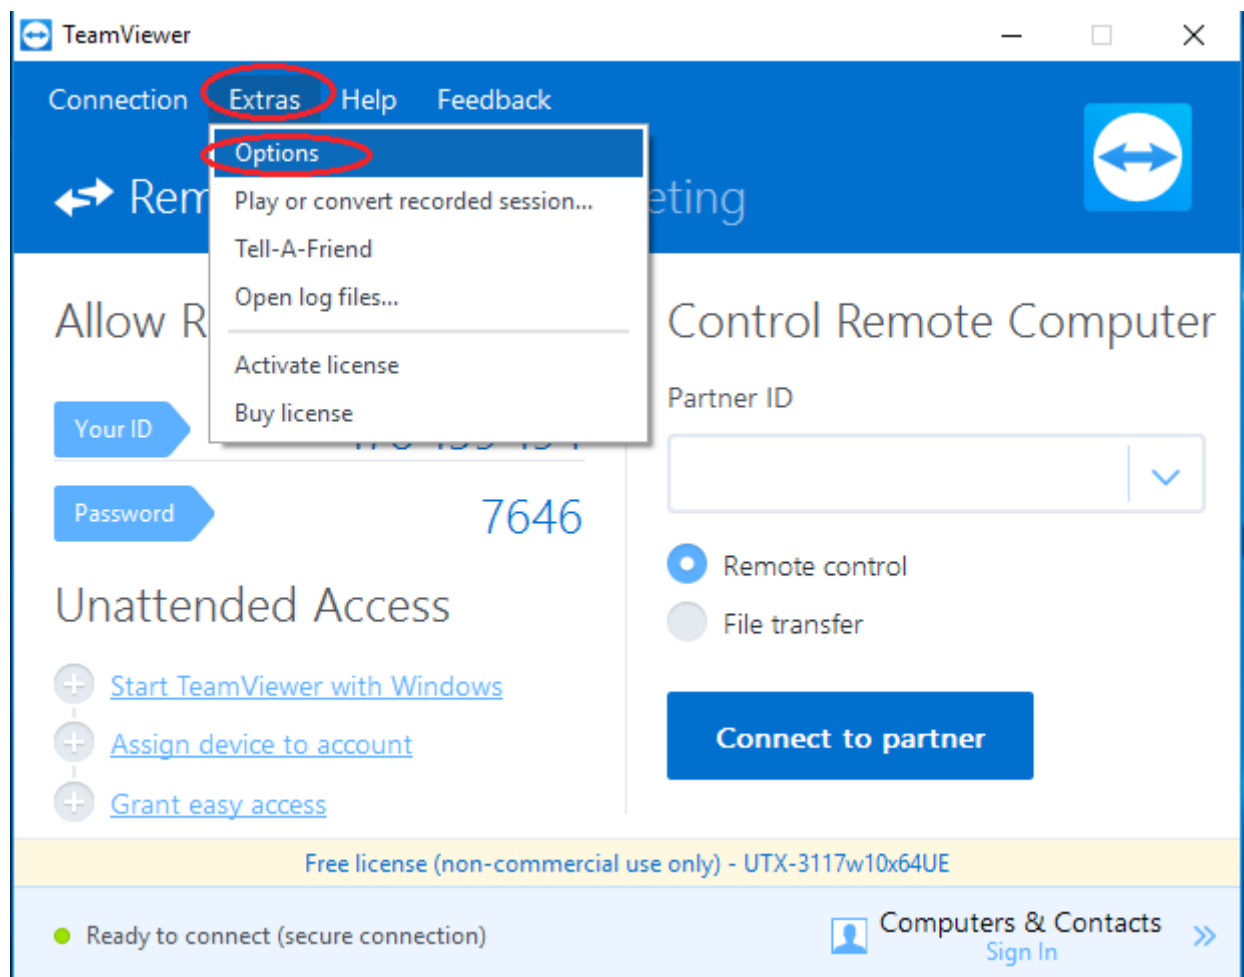 TeamViewer
Connection Extras Help Feedback
Options
Play or convert recorded session...
Tell-A-Friend
Open log files...
Activate license
Buy license
Allow
Your ID
Password
7646
Unattended Access
Start TeamViewer with Windows
Assign device to account
Grant easy access
Control Remote Computer
Partner ID
Remote control
File transfer
Connect to partner
Free license (non-commercial use only) - UTX-3117w10x64UE
Ready to connect (secure connection)
Computers & Contacts
Sign In